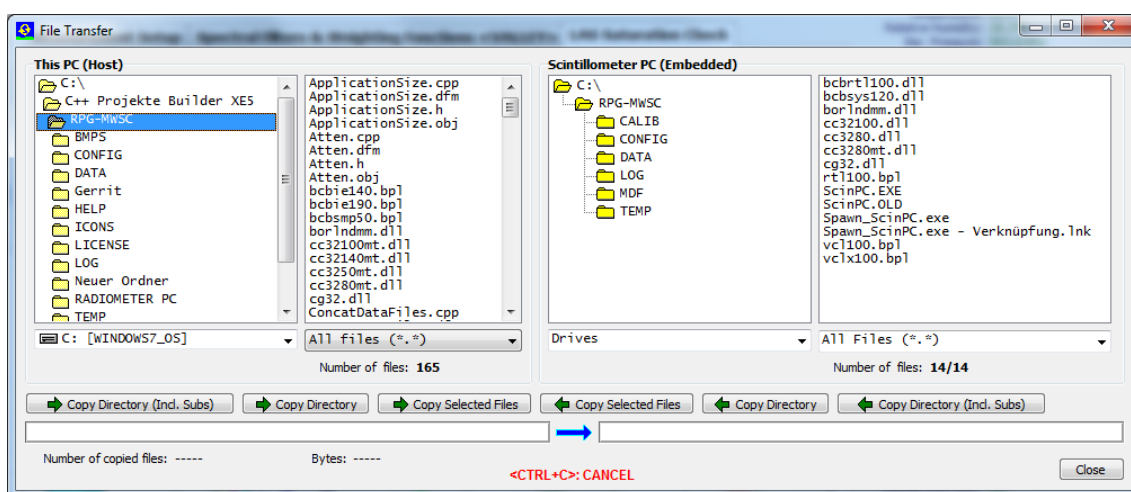 File Transfer
This PC (Host)
C:\
C++ Projekte Builder XE5
RPG-MWSC
BMPS
CONFIG
DATA
Gerrit
HELP
ICONS
LICENSE
LOG
Neuer Ordner
RADIOMETER PC
TEMP
C: [WINDOWS7_OS]
ApplicationSize.cpp
ApplicationSize.dfm
ApplicationSize.h
ApplicationSize.obj
Atten.cpp
Atten.dfm
Atten.h
Atten.obj
bcbie140.bpl
bcbie190.bpl
bcbsmp50.bpl
borlndmm.dll
cc32100mt.dll
cc32140mt.dll
cc3250mt.dll
cc3280mt.dll
cg32.dll
ConcatDataFiles.cpp
All files (*.*)
Number of files: 165
Scintillometer PC (Embedded)
C:\
RPG-MWSC
CALIB
CONFIG
DATA
LOG
MDF
TEMP
Drives
bcbrtl100.dll
bcbsys120.dll
borlndmm.dll
cc32100.dll
cc3280.dll
cc3280mt.dll
cg32.dll
rtl100.bpl
ScinPC.EXE
ScinPC.OLD
Spawn_ScinPC.exe
Spawn_ScinPC.exe - Verknüpfung.lnk
vcl100.bpl
vclx100.bpl
All Files (*.*)
Number of files: 14/14
Copy Directory (Incl. Subs)
Copy Directory
Copy Selected Files
Copy Selected Files
Copy Directory
Copy Directory (Incl. Subs)
Number of copied files: -----
Bytes: -----
<CTRL+C>: CANCEL
Close